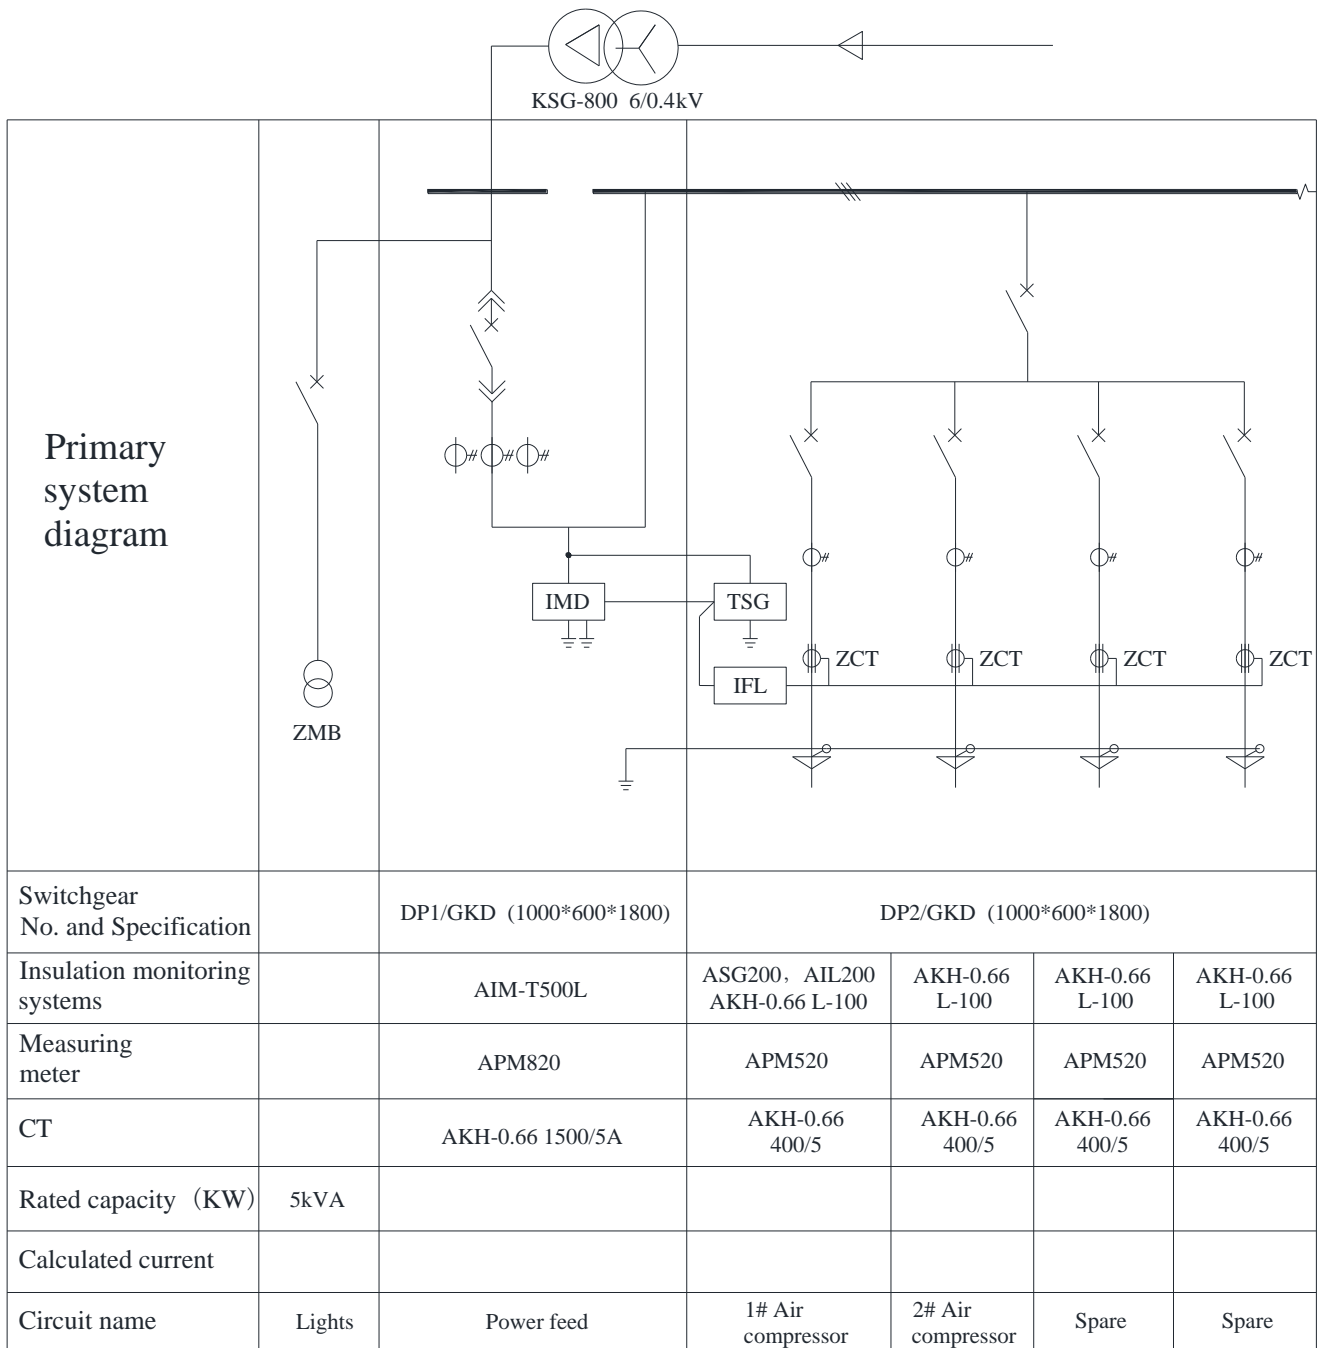 KSG-800 6/0.4kV
Primary
system
diagram
IMD
TSG
ZCT
ZCT
ZCT
ZCT
IFL
ZMB
Switchgear
No. and Specification
DP1/GKD (1000*600*1800)
DP2/GKD (1000*600*1800)
Insulation monitoring
systems
AIM-T500L
ASG200，AIL200
AKH-0.66 L-100
AKH-0.66
L-100
AKH-0.66
L-100
AKH-0.66
L-100
Measuring
meter
APM820
APM520
APM520
APM520
APM520
CT
AKH-0.66 1500/5A
AKH-0.66
400/5
AKH-0.66
400/5
AKH-0.66
400/5
AKH-0.66
400/5
Rated capacity（KW）
5kVA
Calculated current
Circuit name
Lights
Power feed
1# Air
compressor
2# Air
compressor
Spare
Spare